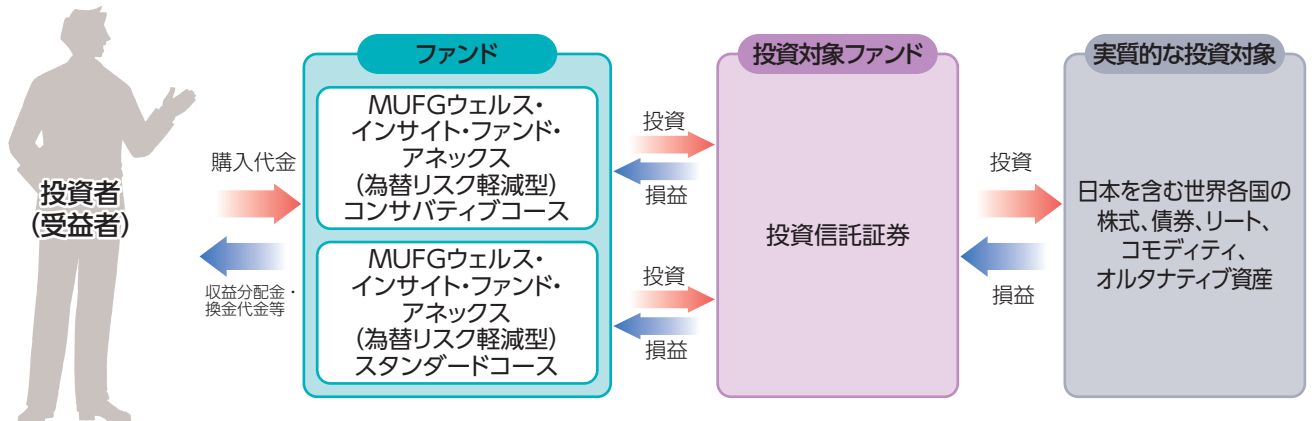 投資者
(受益者)
購入代金
収益分配金・
換金代金等
ファンド
MUFGウェルス・
インサイト・ファンド・
アネックス
(為替リスク軽減型)
コンサバティブコース
MUFGウェルス・
インサイト・ファンド・
アネックス
(為替リスク軽減型)
スタンダードコース
投資
損益
投資
損益
投資対象ファンド
投資信託証券
投資
損益
実質的な投資対象
日本を含む世界各国の
株式、債券、リート、
コモディティ、
オルタナティブ資産